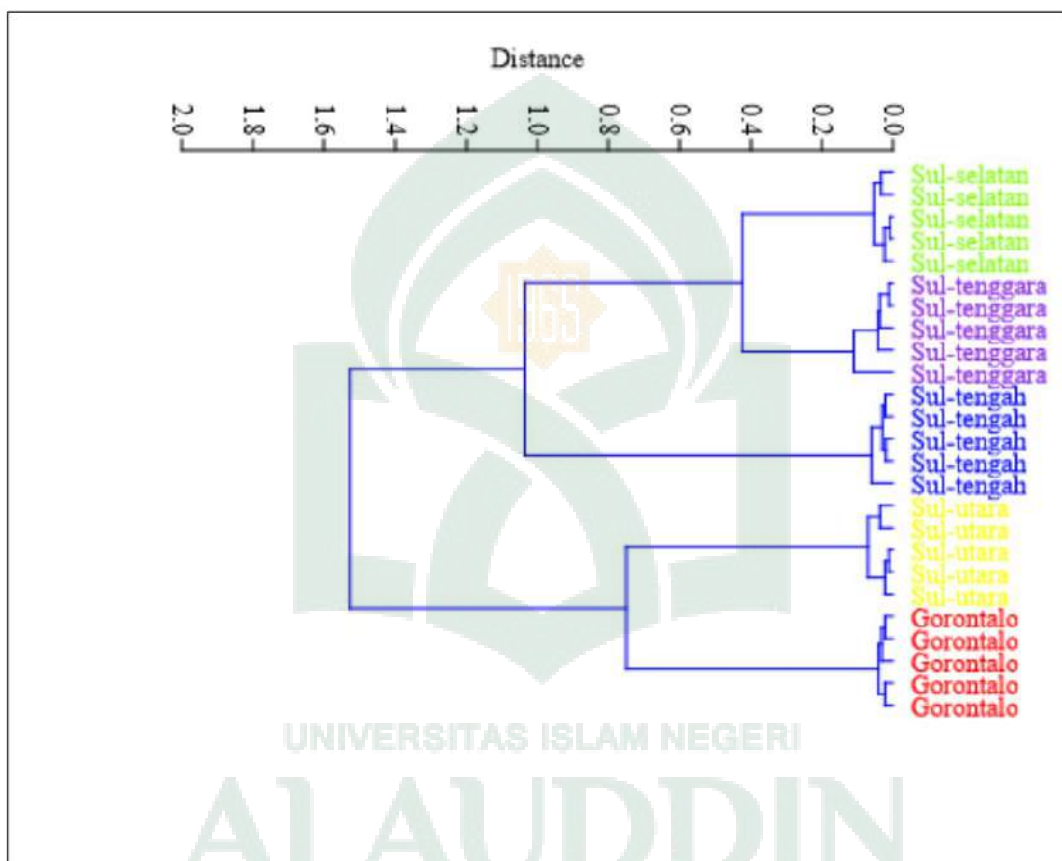 Distance
2.0 1.8 1.6 1.4 1.2 1.0 0.8 0.6 0.4 0.2 0.0
Sul-selatan
Sul-selatan
Sul-selatan
Sul-selatan
Sul-selatan
Sul-tenggara
Sul-tenggara
Sul-tenggara
Sul-tenggara
Sul-tenggara
Sul-tengah
Sul-tengah
Sul-tengah
Sul-tengah
Sul-tengah
Sul-utara
Sul-utara
Sul-utara
Sul-utara
Sul-utara
Gorontalo
Gorontalo
Gorontalo
Gorontalo
Gorontalo
1965
UNIVERSITAS ISLAM NEGERI
ALAUDDIN